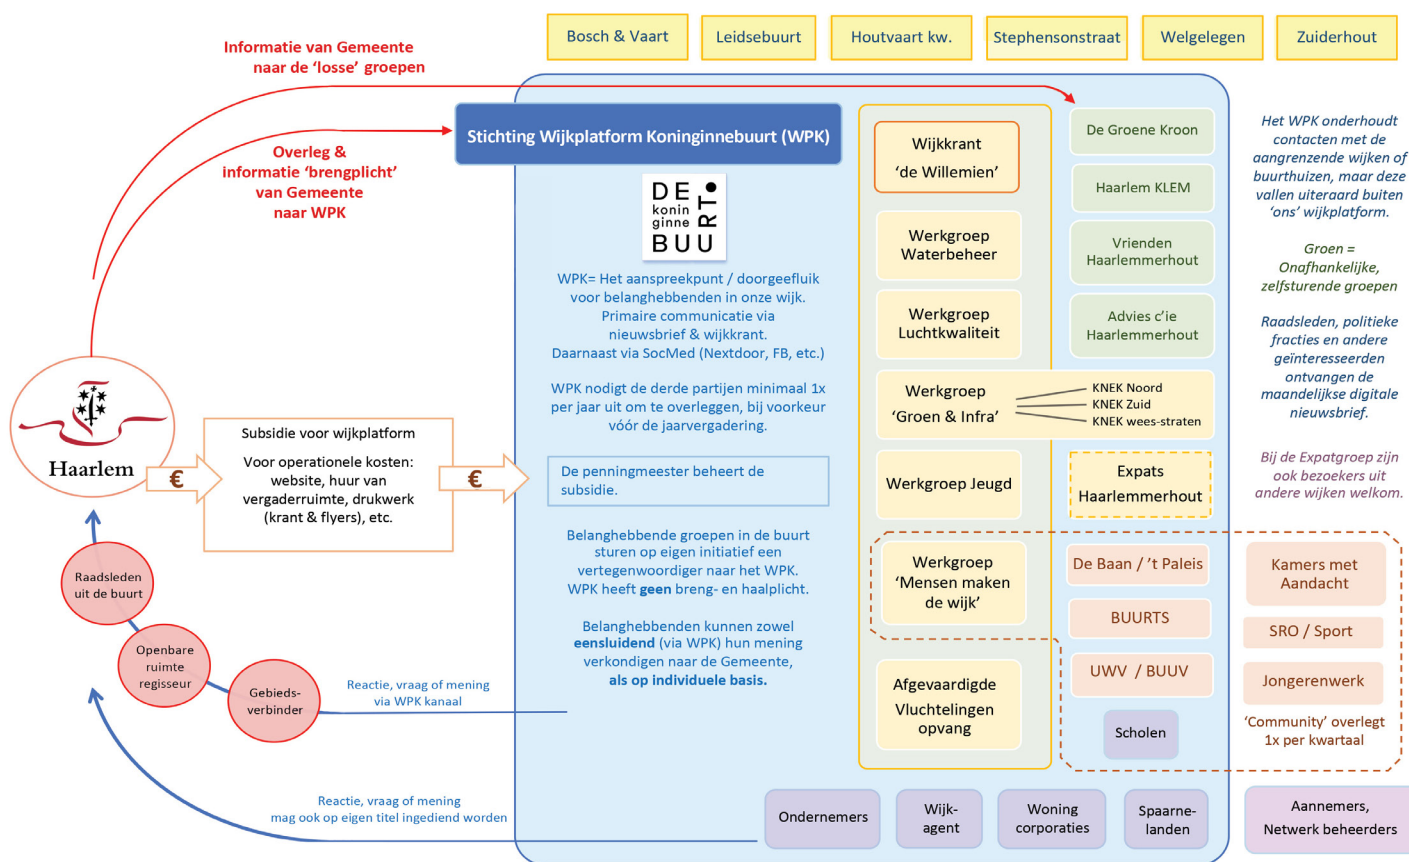 Bosch & Vaart
Leidsebuurt
Houtvaart kw.
Stephensonstraat
Welgelegen
Zuiderhout
Informatie van Gemeente
naar de ‘losse’ groepen
Stichting Wijkplatform Koninginnebuurt (WPK)
Overleg &
informatie ‘brengplicht’
van Gemeente
naar WPK
DE
konin
ginne
BUURT
WPK= Het aanspreekpunt / doorgeefluik
voor belanghebbenden in onze wijk.
Primaire communicatie via
nieuwsbrief & wijkkrant.
Daarnaast via SocMed (Nextdoor, FB, etc.)
WPK nodigt de derde partijen minimaal 1x
per jaar uit om te overleggen, bij voorkeur
vóór de jaarvergadering.
De penningmeester beheert de
subsidie.
Belanghebbende groepen in de buurt
sturen op eigen initiatief een
vertegenwoordiger naar het WPK.
WPK heeft geen breng- en haalplicht.
Belanghebbenden kunnen zowel
eensluidend (via WPK) hun mening
verkondigen naar de Gemeente,
als op individuele basis.
Haarlem
€
Subsidie voor wijkplatform
Voor operationele kosten:
website, huur van
vergaderruimte, drukwerk
(krant & flyers), etc.
€
Raadsleden
uit de buurt
Openbare
ruimte
regisseur
Gebieds-
verbinder
Reactie, vraag of mening
via WPK kanaal
Reactie, vraag of mening
mag ook op eigen titel ingediend worden
Wijkkrant
‘de Willemien’
Werkgroep
Waterbeheer
Werkgroep
Luchtkwaliteit
Werkgroep
‘Groen & Infra’
KNEK Noord
KNEK Zuid
KNEK wees-straten
Werkgroep Jeugd
Werkgroep
‘Mensen maken
de wijk’
Afgevaardigde
Vluchtelingen
opvang
De Groene Kroon
Haarlem KLEM
Vrienden
Haarlemmerhout
Advies c’ie
Haarlemmerhout
Expats
Haarlemmerhout
De Baan / ’t Paleis
BUURTS
UWV / BUUV
Scholen
Kamers met
Aandacht
SRO / Sport
Jongerenwerk
‘Community’ overlegt
1x per kwartaal
Ondernemers
Wijk-
agent
Woning
corporaties
Spaarne-
landen
Aannemers,
Netwerk beheerders
Het WPK onderhoudt
contacten met de
aangrenzende wijken of
buurthuizen, maar deze
vallen uiteraard buiten
‘ons’ wijkplatform.
Groen =
Onafhankelijke,
zelfsturende groepen
Raadsleden, politieke
fracties en andere
geïnteresseerden
ontvangen de
maandelijkse digitale
nieuwsbrief.
Bij de Expatgroep zijn
ook bezoekers uit
andere wijken welkom.